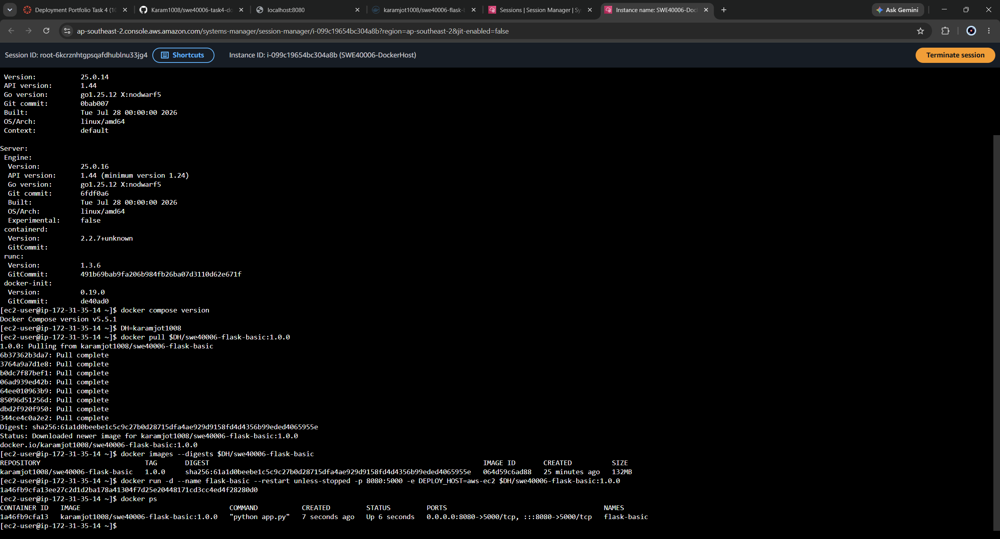 Deployment Portfolio Task 4 (10
Karam1008/swe40006-task4-do
localhost:8080
karamjot1008/swe40006-flask-b
Sessions | Session Manager | Sy
Instance name: SWE40006-Doc
Ask Gemini
ap-southeast-2.console.aws.amazon.com/systems-manager/session-manager/i-099c19654bc304a8b?region=ap-southeast-2&jit-enabled=false
Session ID: root-6kcrznhtgpsqafdhublnu33jg4
Shortcuts
Instance ID: i-099c19654bc304a8b (SWE40006-DockerHost)
Terminate session
Version: 25.0.14
API version: 1.44
Go version: go1.25.12 X:nodwarf5
Git commit: 0bab007
Built: Tue Jul 28 00:00:00 2026
OS/Arch: linux/amd64
Context: default
Server:
Engine:
Version: 25.0.16
API version: 1.44 (minimum version 1.24)
Go version: go1.25.12 X:nodwarf5
Git commit: 6fdf0a6
Built: Tue Jul 28 00:00:00 2026
OS/Arch: linux/amd64
Experimental: false
containerd:
Version: 2.2.7+unknown
GitCommit:
runc:
Version: 1.3.6
GitCommit: 491b69bab9fa206b984fb26ba07d3110d62e671f
docker-init:
Version: 0.19.0
GitCommit: de40ad0
[ec2-user@ip-172-31-35-14 ~]$ docker compose version
Docker Compose version v5.5.1
[ec2-user@ip-172-31-35-14 ~]$ DH=karamjot1008
[ec2-user@ip-172-31-35-14 ~]$ docker pull $DH/swe40006-flask-basic:1.0.0
1.0.0: Pulling from karamjot1008/swe40006-flask-basic
6b37362b3da7: Pull complete
3764a9a7d1e8: Pull complete
b0dc7f87bef1: Pull complete
06ad939ed42b: Pull complete
64ee010963b9: Pull complete
85096d51256d: Pull complete
dbd2f920f950: Pull complete
344ce4c0a2e2: Pull complete
Digest: sha256:61a1d0beebe1c5c9c27b0d28715dfa4ae929d9158fd4d4356b99eded4065955e
Status: Downloaded newer image for karamjot1008/swe40006-flask-basic:1.0.0
docker.io/karamjot1008/swe40006-flask-basic:1.0.0
[ec2-user@ip-172-31-35-14 ~]$ docker images --digests $DH/swe40006-flask-basic
REPOSITORY TAG DIGEST IMAGE ID CREATED SIZE
karamjot1008/swe40006-flask-basic 1.0.0 sha256:61a1d0beebe1c5c9c27b0d28715dfa4ae929d9158fd4d4356b99eded4065955e 064d59c6ad88 25 minutes ago 132MB
[ec2-user@ip-172-31-35-14 ~]$ docker run -d --name flask-basic --restart unless-stopped -p 8080:5000 -e DEPLOY_HOST=aws-ec2 $DH/swe40006-flask-basic:1.0.0
1a46fb9cfa13ee27c2d1d2ba178a41304f7d25e20448171cd3cc4ed4f28280d0
[ec2-user@ip-172-31-35-14 ~]$ docker ps
CONTAINER ID IMAGE COMMAND CREATED STATUS PORTS NAMES
1a46fb9cfa13 karamjot1008/swe40006-flask-basic:1.0.0 "python app.py" 7 seconds ago Up 6 seconds 0.0.0.0:8080->5000/tcp, :::8080->5000/tcp flask-basic
[ec2-user@ip-172-31-35-14 ~]$